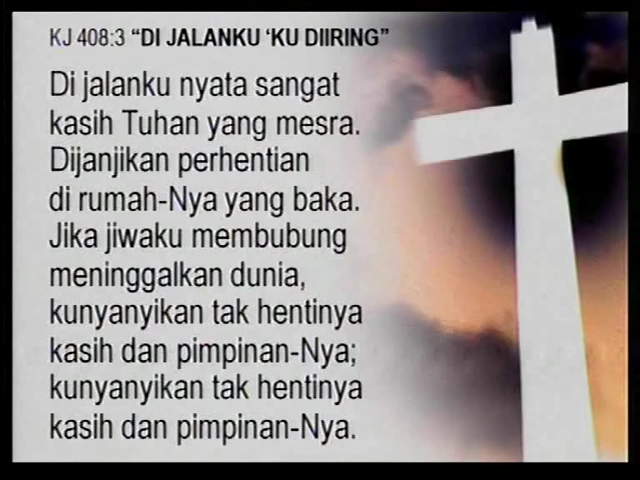 KJ 408:3 “DI JALANKU ‘KU DIIRING”
Di jalanku nyata sangat
kasih Tuhan yang mesra.
Dijanjikan perhentian
di rumah-Nya yang baka.
Jika jiwaku membubung
meninggalkan dunia,
kunyanyikan tak hentinya
kasih dan pimpinan-Nya;
kunyanyikan tak hentinya
kasih dan pimpinan-Nya.